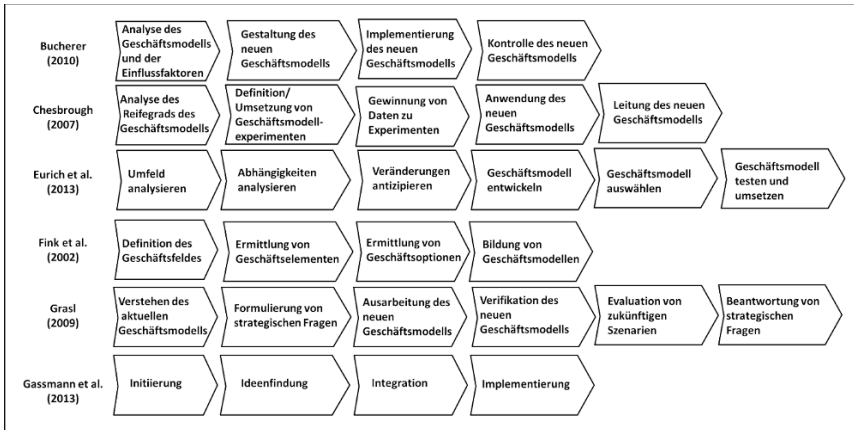 Bucherer
(2010)
Analyse des
Geschäftsmodells
und der
Einflussfaktoren
Gestaltung des
neuen
Geschäftsmodells
Implementierung
des neuen
Geschäftsmodells
Kontrolle des neuen
Geschäftsmodells
Chesbrough
(2007)
Analyse des
Reifegrads des
Geschäftsmodells
Definition/
Umsetzung von
Geschäftsmodell-
experimenten
Gewinnung von
Daten zu
Experimenten
Anwendung des
neuen
Geschäftsmodells
Leitung des neuen
Geschäftsmodells
Eurich et al.
(2013)
Umfeld
analysieren
Abhängigkeiten
analysieren
Veränderungen
antizipieren
Geschäftsmodell
entwickeln
Geschäftsmodell
auswählen
Geschäftsmodell
testen und
umsetzen
Fink et al.
(2002)
Definition des
Geschäftsfeldes
Ermittlung von
Geschäftselementen
Ermittlung von
Geschäftsoptionen
Bildung von
Geschäftsmodellen
Grasl
(2009)
Verstehen des
aktuellen
Geschäftsmodells
Formulierung von
strategischen Fragen
Ausarbeitung des
neuen
Geschäftsmodells
Verifikation des
neuen
Geschäftsmodells
Evaluation von
zukünftigen
Szenarien
Beantwortung von
strategischen
Fragen
Gassmann et al.
(2013)
Initiierung
Ideenfindung
Integration
Implementierung